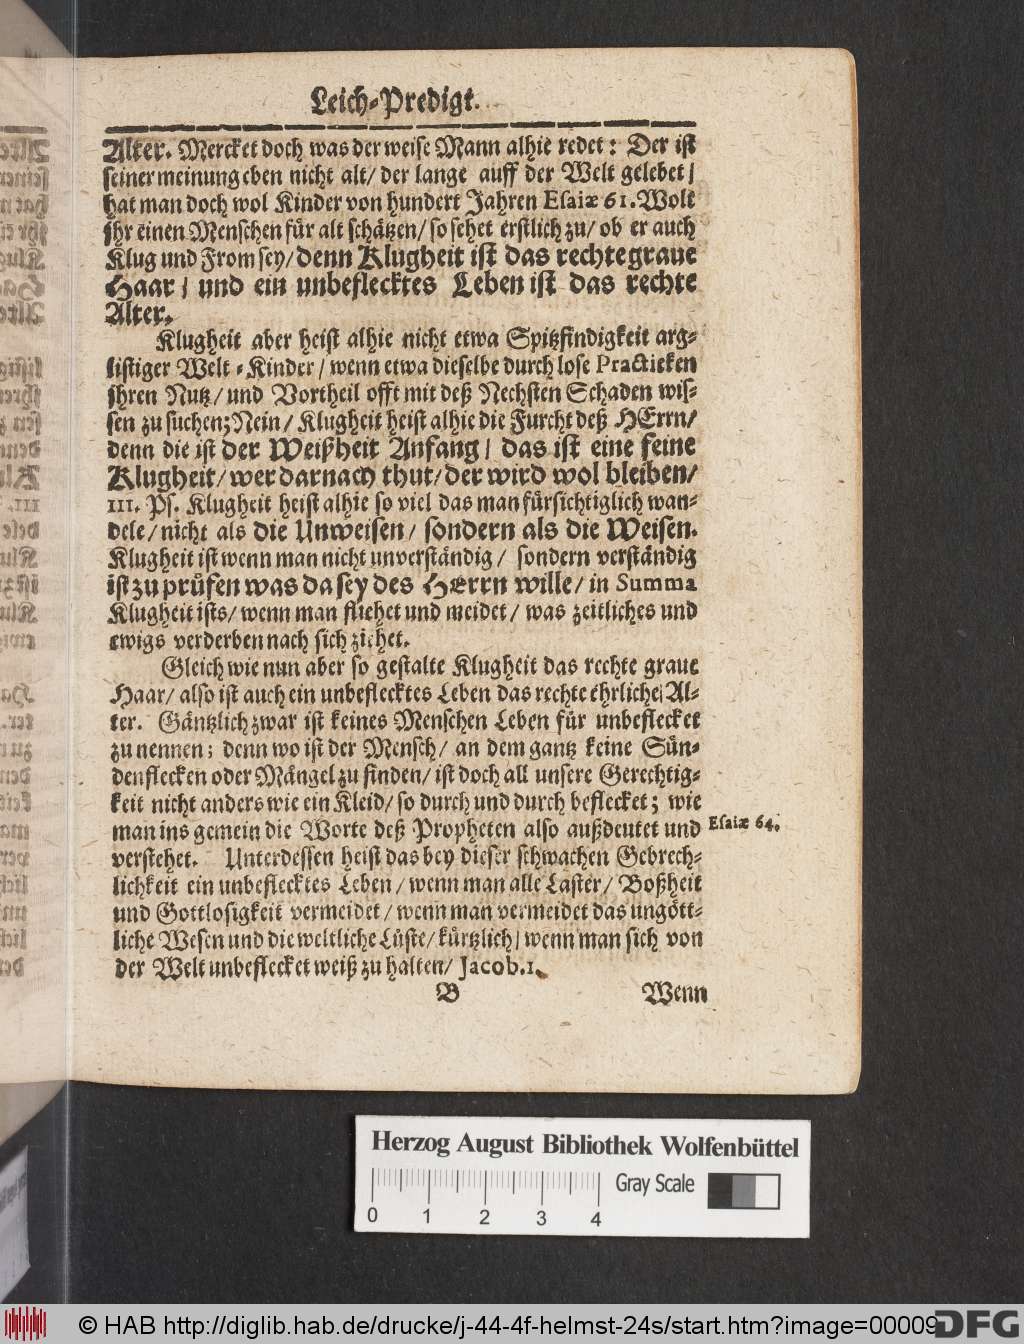 Leich-Predigt.
Alter. Mercket doch was der weise Mann alhie redet: Der ist
seiner meinung eben nicht alt/ der lange auff der Welt gelebet/
hat man doch wol Kinder von hundert Jahren Esaiæ 61. Wolt
jhr einen Menschen für alt schätzen/ so sehet erstlich zu/ ob er auch
Klug und From sey/ denn Klugheit ist das rechte graue
Haar/ und ein unbeflecktes Leben ist das rechte
Alter.
Klugheit aber heist alhie nicht etwa Spitzfindigkeit arg-
listiger Welt-Kinder/ wenn etwa dieselbe durch lose Practicken
jhren Nutz/ und Vortheil offt mit deß Nechsten Schaden wis-
sen zu suchen; Nein/ Klugheit heist alhie die Furcht deß HErrn/
denn die ist der Weißheit Anfang/ das ist eine feine
Klugheit/ wer darnach thut/ der wird wol bleiben/
111. Ps. Klugheit heist alhie so viel das man fürsichtiglich wan-
dele/ nicht als die Unweisen/ sondern als die Weisen.
Klugheit ist wenn man nicht unverständig/ sondern verständig
ist zu prüfen was da sey des HErrn wille/ in Summa
Klugheit ists/ wenn man fliehet und meidet/ was zeitliches und
ewigs verderben nach sich ziehet.
Gleich wie nun aber so gestalte Klugheit das rechte graue
Haar/ also ist auch ein unbeflecktes Leben das rechte ehrliche Al-
ter. Gäntzlich zwar ist keines Menschen Leben für unbeflecket
zu nennen; denn wo ist der Mensch/ an dem gantz keine Sün-
denflecken oder Mängel zu finden/ ist doch all unsere Gerechtig-
keit nicht anders wie ein Kleid/ so durch und durch beflecket; wie
man ins gemein die Worte deß Propheten also außdeutet und
Esaiæ 64.
verstehet. Unterdessen heist das bey dieser schwachen Gebrech-
lichkeit ein unbeflecktes Leben/ wenn man alle Laster/ Boßheit
und Gottlosigkeit vermeidet/ wenn man vermeidet das ungött-
liche Wesen und die weltliche Lüste/ kürtzlich/ wenn man sich von
der Welt unbeflecket weiß zu halten/ Jacob. 1.
B Wenn
Herzog August Bibliothek Wolfenbüttel
Gray Scale
0 1 2 3 4
© HAB http://diglib.hab.de/drucke/j-44-4f-helmst-24s/start.htm?image=00009
DFG